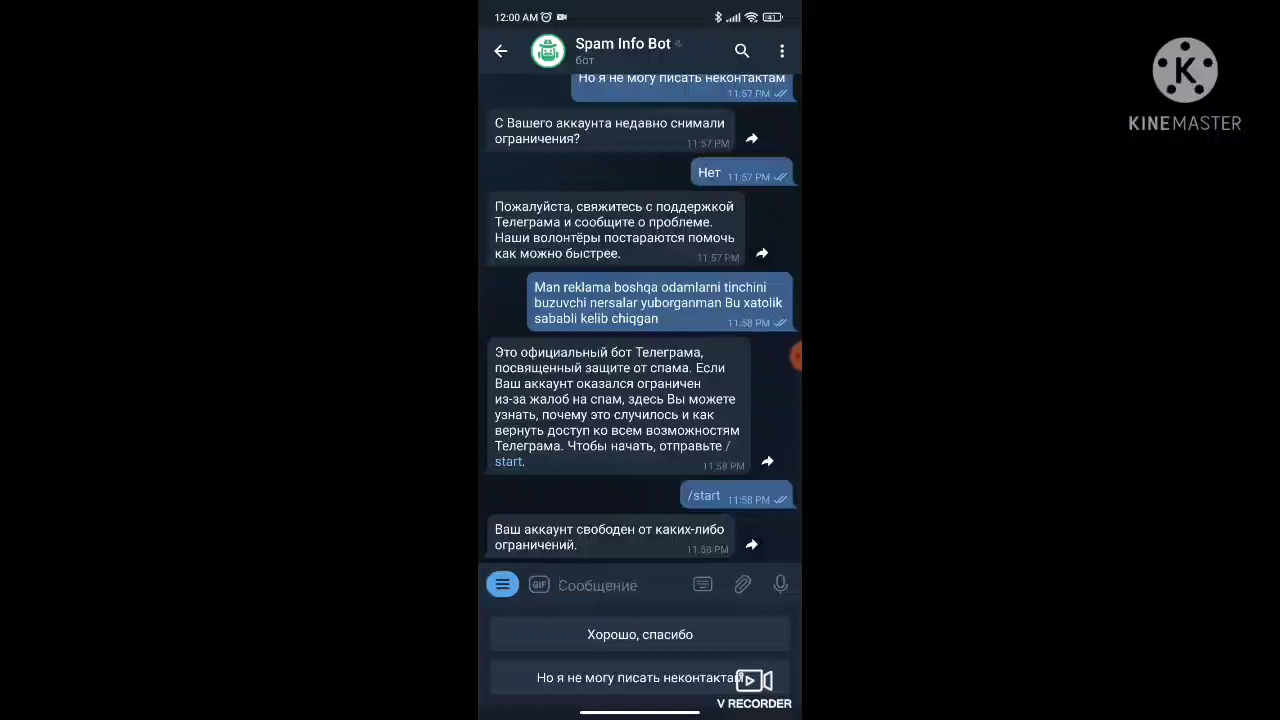 12:00 AM
41
Spam Info Bot
бот
Но я не могу писать неконтактам
11:57 PM
С Вашего аккаунта недавно снимали
ограничения?
11:57 PM
Нет 11:57 PM
Пожалуйста, свяжитесь с поддержкой
Телеграма и сообщите о проблеме.
Наши волонтёры постараются помочь
как можно быстрее.
11:57 PM
Man reklama boshqa odamlarni tinchini
buzuvchi nersalar yuborganman Bu xatolik
sababli kelib chiqgan
11:58 PM
Это официальный бот Телеграма,
посвященный защите от спама. Если
Ваш аккаунт оказался ограничен
из-за жалоб на спам, здесь Вы можете
узнать, почему это случилось и как
вернуть доступ ко всем возможностям
Телеграма. Чтобы начать, отправьте /
start.
11:58 PM
/start 11:58 PM
Ваш аккаунт свободен от каких-либо
ограничений.
11:58 PM
GIF Сообщение
Хорошо, спасибо
Но я не могу писать неконтактам
V RECORDER
K
KINEMASTER